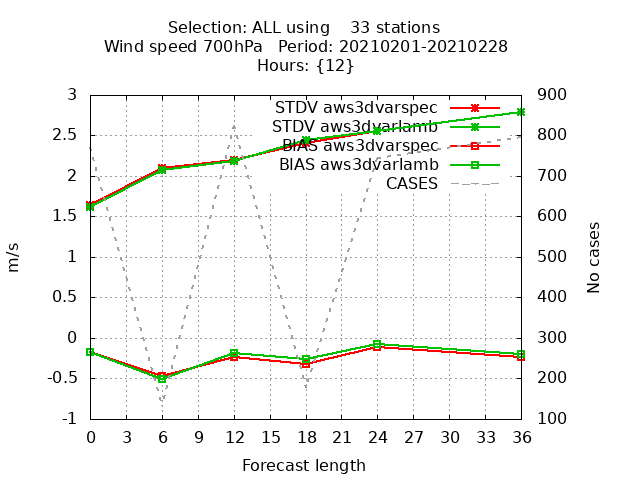 Selection: ALL using    33 stations
Wind speed 700hPa   Period: 20210201-20210228
Hours: {12}
3
2.5
2
1.5
1
0.5
0
-0.5
-1
900
800
700
600
500
400
300
200
100
STDV aws3dvarspec
STDV aws3dvarlamb
BIAS aws3dvarspec
BIAS aws3dvarlamb
CASES
m/s
No cases
0 3 6 9 12 15 18 21 24 27 30 33 36
Forecast length